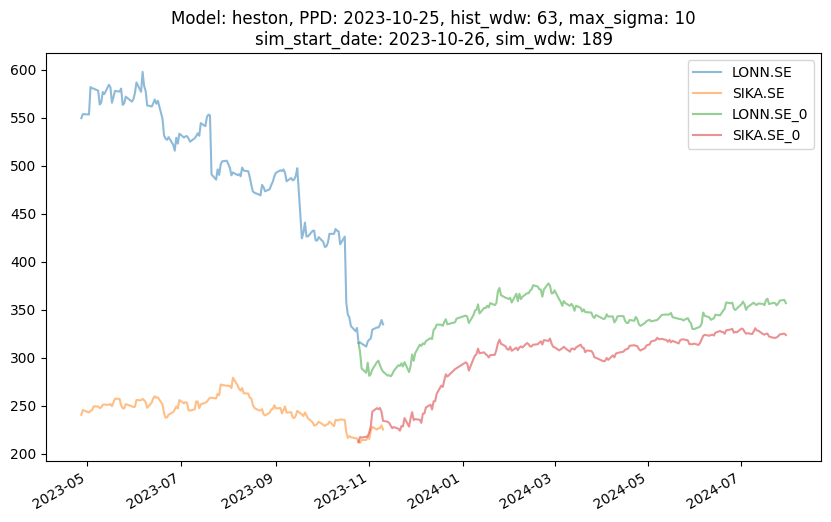 Model: heston, PPD: 2023-10-25, hist_wdw: 63, max_sigma: 10
sim_start_date: 2023-10-26, sim_wdw: 189
LONN.SE
SIKA.SE
LONN.SE_0
SIKA.SE_0
600
550
500
450
400
350
300
250
200
2023-05
2023-07
2023-09
2023-11
2024-01
2024-03
2024-05
2024-07